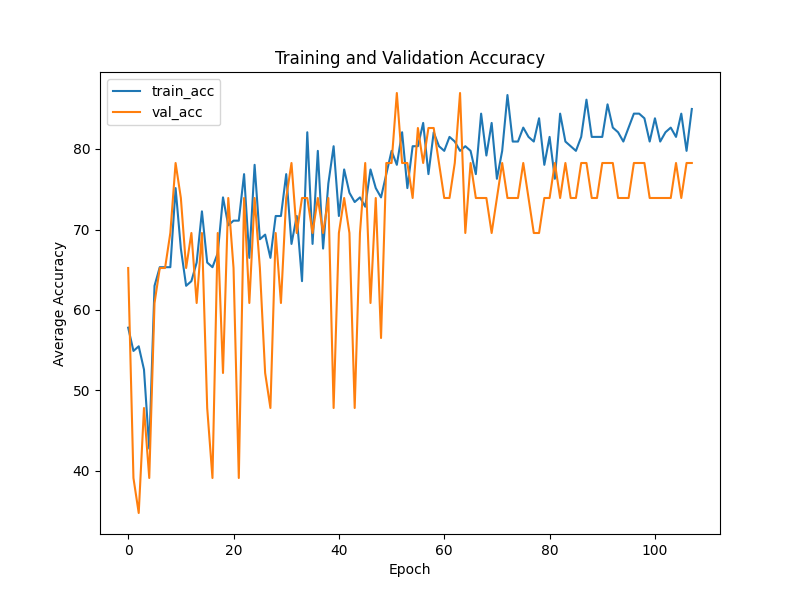 Training and Validation Accuracy
train_acc
val_acc
Average Accuracy
80
70
60
50
40
0 20 40 60 80 100
Epoch